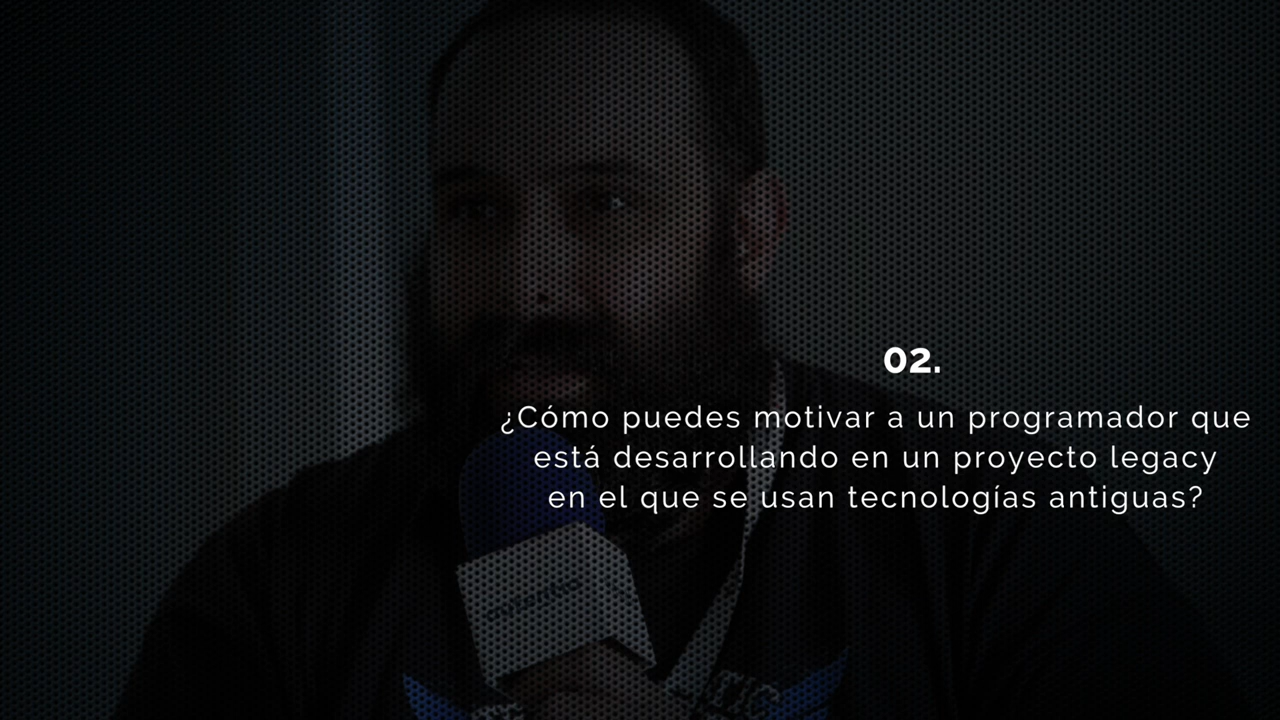 02.
¿Cómo puedes motivar a un programador que
está desarrollando en un proyecto legacy
en el que se usan tecnologías antiguas?